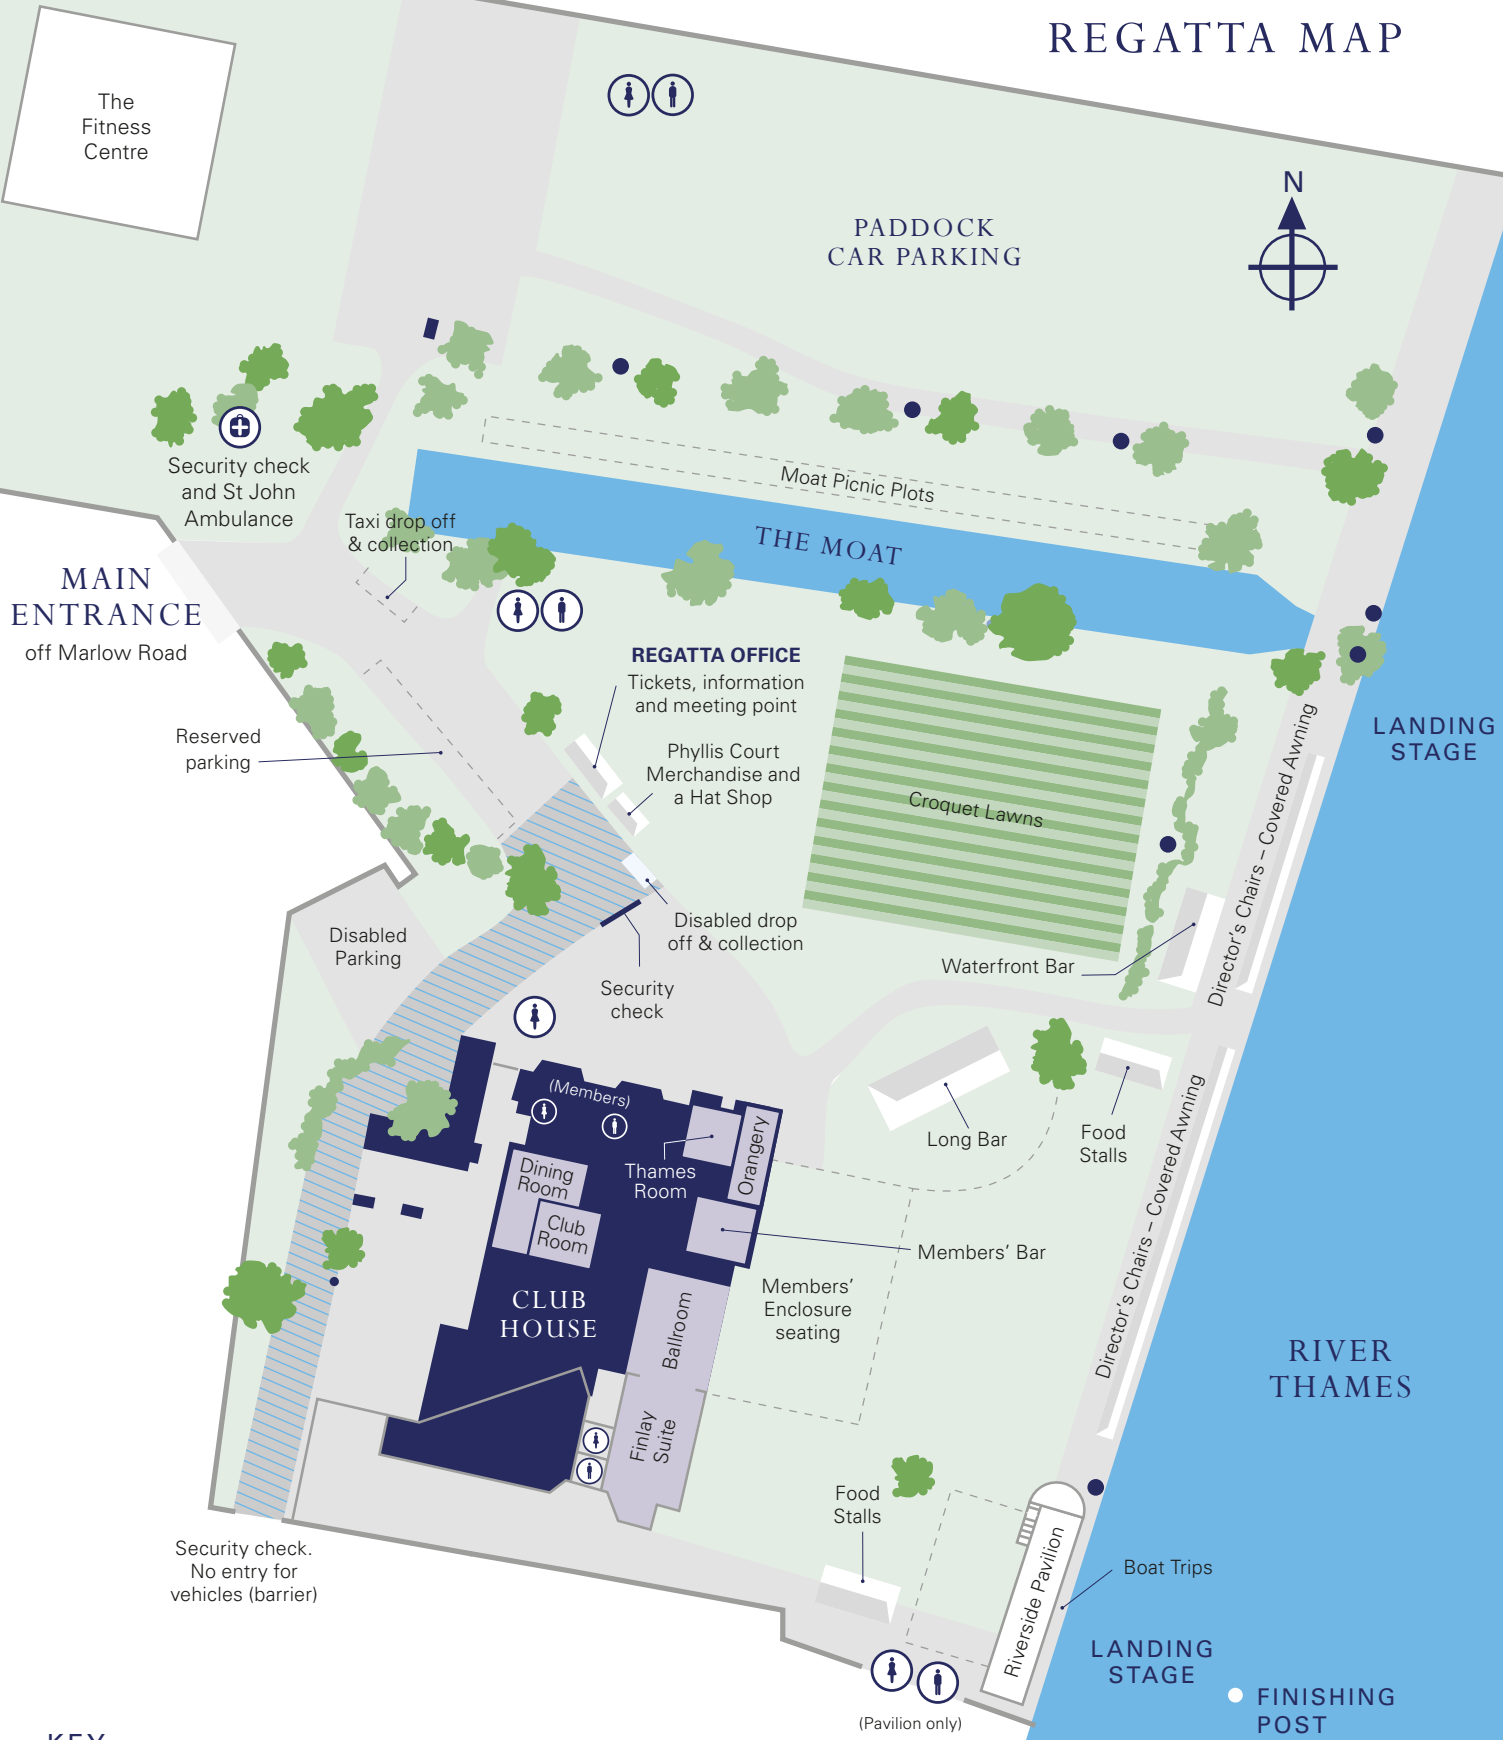 REGATTA MAP
The
Fitness
Centre
N
PADDOCK
CAR PARKING
Security check
and St John
Ambulance
Moat Picnic Plots
Taxi drop off
& collection
THE MOAT
MAIN
ENTRANCE
off Marlow Road
REGATTA OFFICE
Tickets, information
and meeting point
LANDING
STAGE
Reserved
parking
Phyllis Court
Merchandise and
a Hat Shop
Croquet Lawns
Director's Chairs – Covered Awning
Disabled
Parking
Disabled drop
off & collection
Waterfront Bar
Security
check
(Members)
Long Bar
Food
Stalls
Director's Chairs – Covered Awning
Thames
Room
Orangery
Dining
Room
Club
Room
Members' Bar
Members'
Enclosure
seating
CLUB
HOUSE
Ballroom
RIVER
THAMES
Finlay
Suite
Food
Stalls
Security check.
No entry for
vehicles (barrier)
Riverside Pavilion
Boat Trips
LANDING
STAGE
FINISHING
POST
(Pavilion only)
KEY